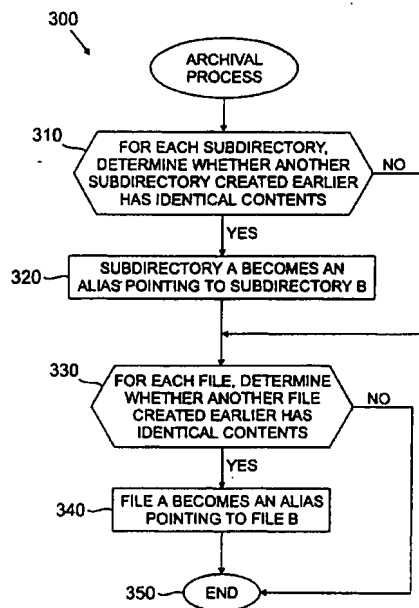 300
ARCHIVAL
PROCESS
310
FOR EACH SUBDIRECTORY,
DETERMINE WHETHER ANOTHER
SUBDIRECTORY CREATED EARLIER
HAS IDENTICAL CONTENTS
NO
YES
320
SUBDIRECTORY A BECOMES AN
ALIAS POINTING TO SUBDIRECTORY B
330
FOR EACH FILE, DETERMINE
WHETHER ANOTHER FILE
CREATED EARLIER HAS
IDENTICAL CONTENTS
NO
YES
340
FILE A BECOMES AN ALIAS
POINTING TO FILE B
350
END